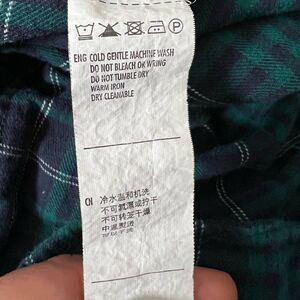 ENG COLD GENTLE MACHINE WASH
DO NOT BLEACH OR WRING
DO NOT TUMBLE DRY
WARM IRON
DRY CLEANABLE
CN 冷水温和机洗
不可氯漂或拧干
不可转笼干燥
中温熨烫